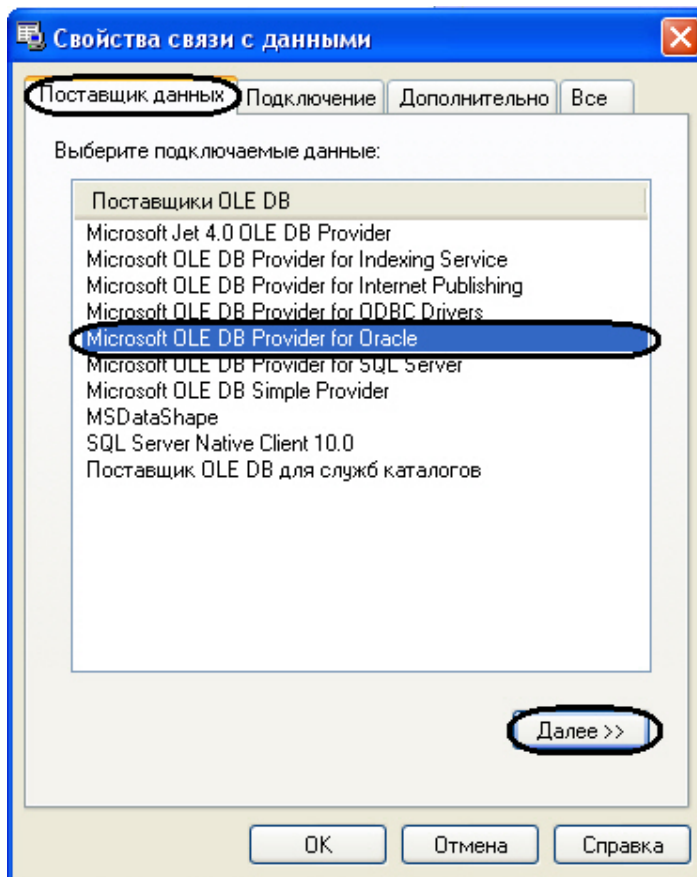 Свойства связи с данными
Поставщик данных Подключение Дополнительно Все
Выберите подключаемые данные:
Поставщики OLE DB
Microsoft Jet 4.0 OLE DB Provider
Microsoft OLE DB Provider for Indexing Service
Microsoft OLE DB Provider for Internet Publishing
Microsoft OLE DB Provider for ODBC Drivers
Microsoft OLE DB Provider for Oracle
Microsoft OLE DB Provider for SQL Server
Microsoft OLE DB Simple Provider
MSDataShape
SQL Server Native Client 10.0
Поставщик OLE DB для служб каталогов
Далее >>
OK Отмена Справка